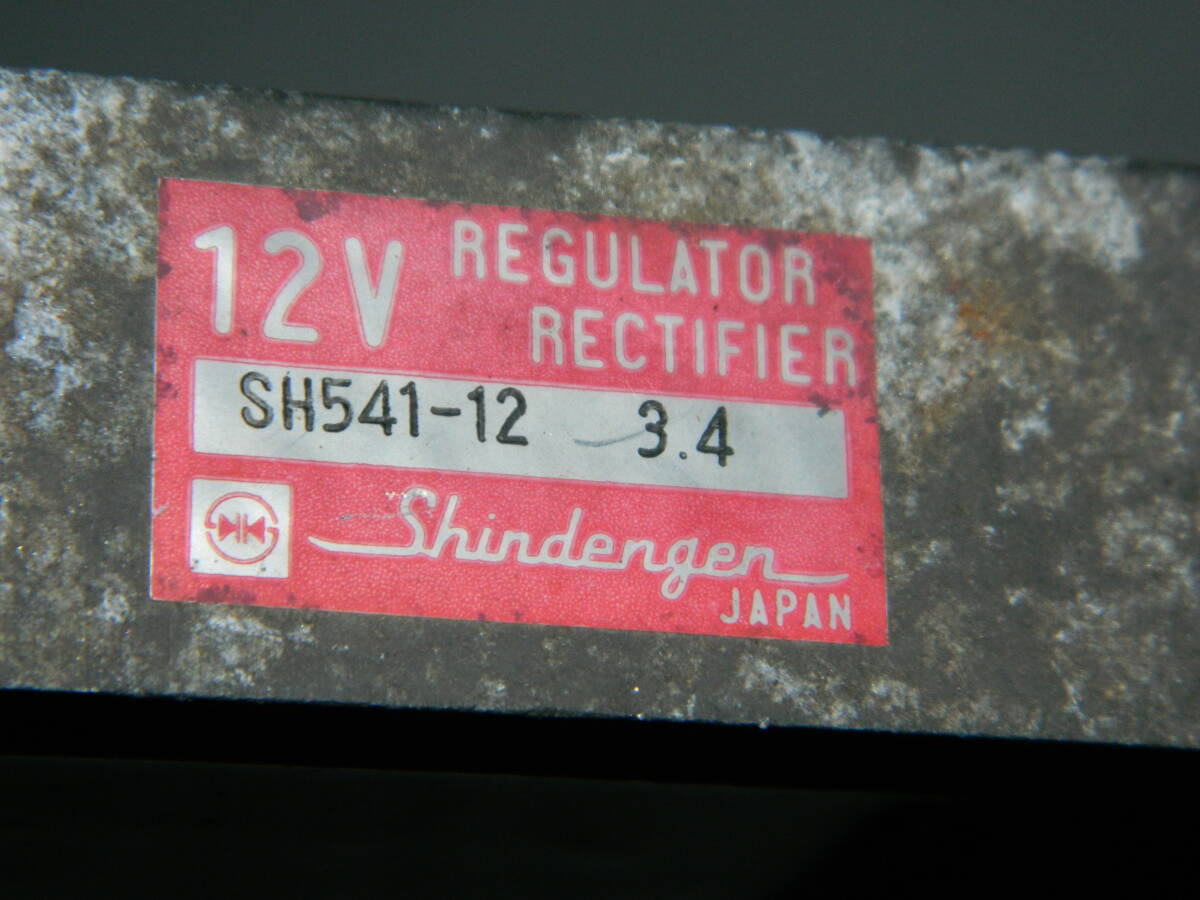 12V REGULATOR
RECTIFIER
SH541-12 3.4
Shindengen
JAPAN